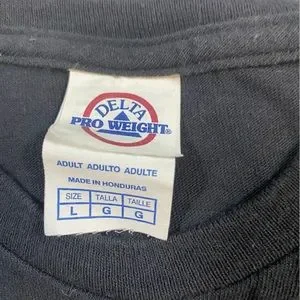 DELTA
PRO WEIGHT®
ADULT ADULTO ADULTE
MADE IN HONDURAS
SIZE TALLA TAILLE
L G G